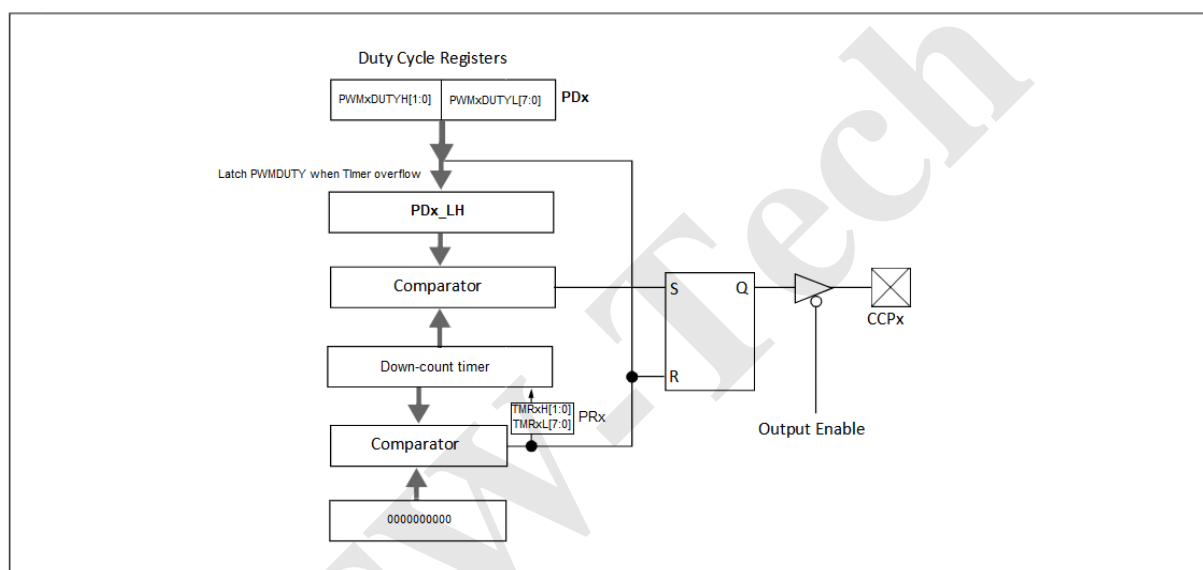 Duty Cycle Registers
PWMxDUTYH[1:0] PWMxDUTYL[7:0] PDx
Latch PWMDUTY when TImer overflow
PDx_LH
Comparator
S Q
CCPx
Down-count timer
R
TMRxH[1:0]
TMRxL[7:0]
PRx
Comparator
Output Enable
0000000000
w-Tech